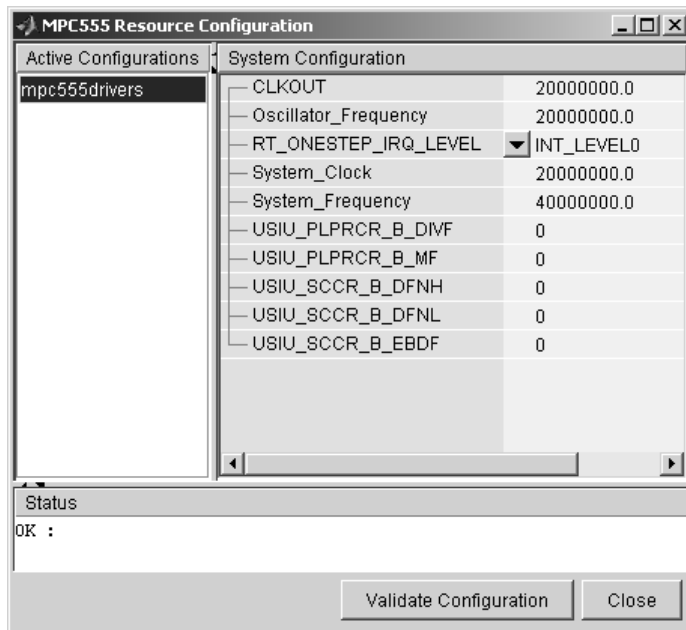 MPC555 Resource Configuration
Active Configurations
System Configuration
mpc555drivers
CLKOUT 20000000.0
Oscillator_Frequency 20000000.0
RT_ONESTEP_IRQ_LEVEL INT_LEVEL0
System_Clock 20000000.0
System_Frequency 40000000.0
USIU_PLPRCR_B_DIVF 0
USIU_PLPRCR_B_MF 0
USIU_SCCR_B_DFNH 0
USIU_SCCR_B_DFNL 0
USIU_SCCR_B_EBDF 0
Status
OK :
Validate Configuration
Close